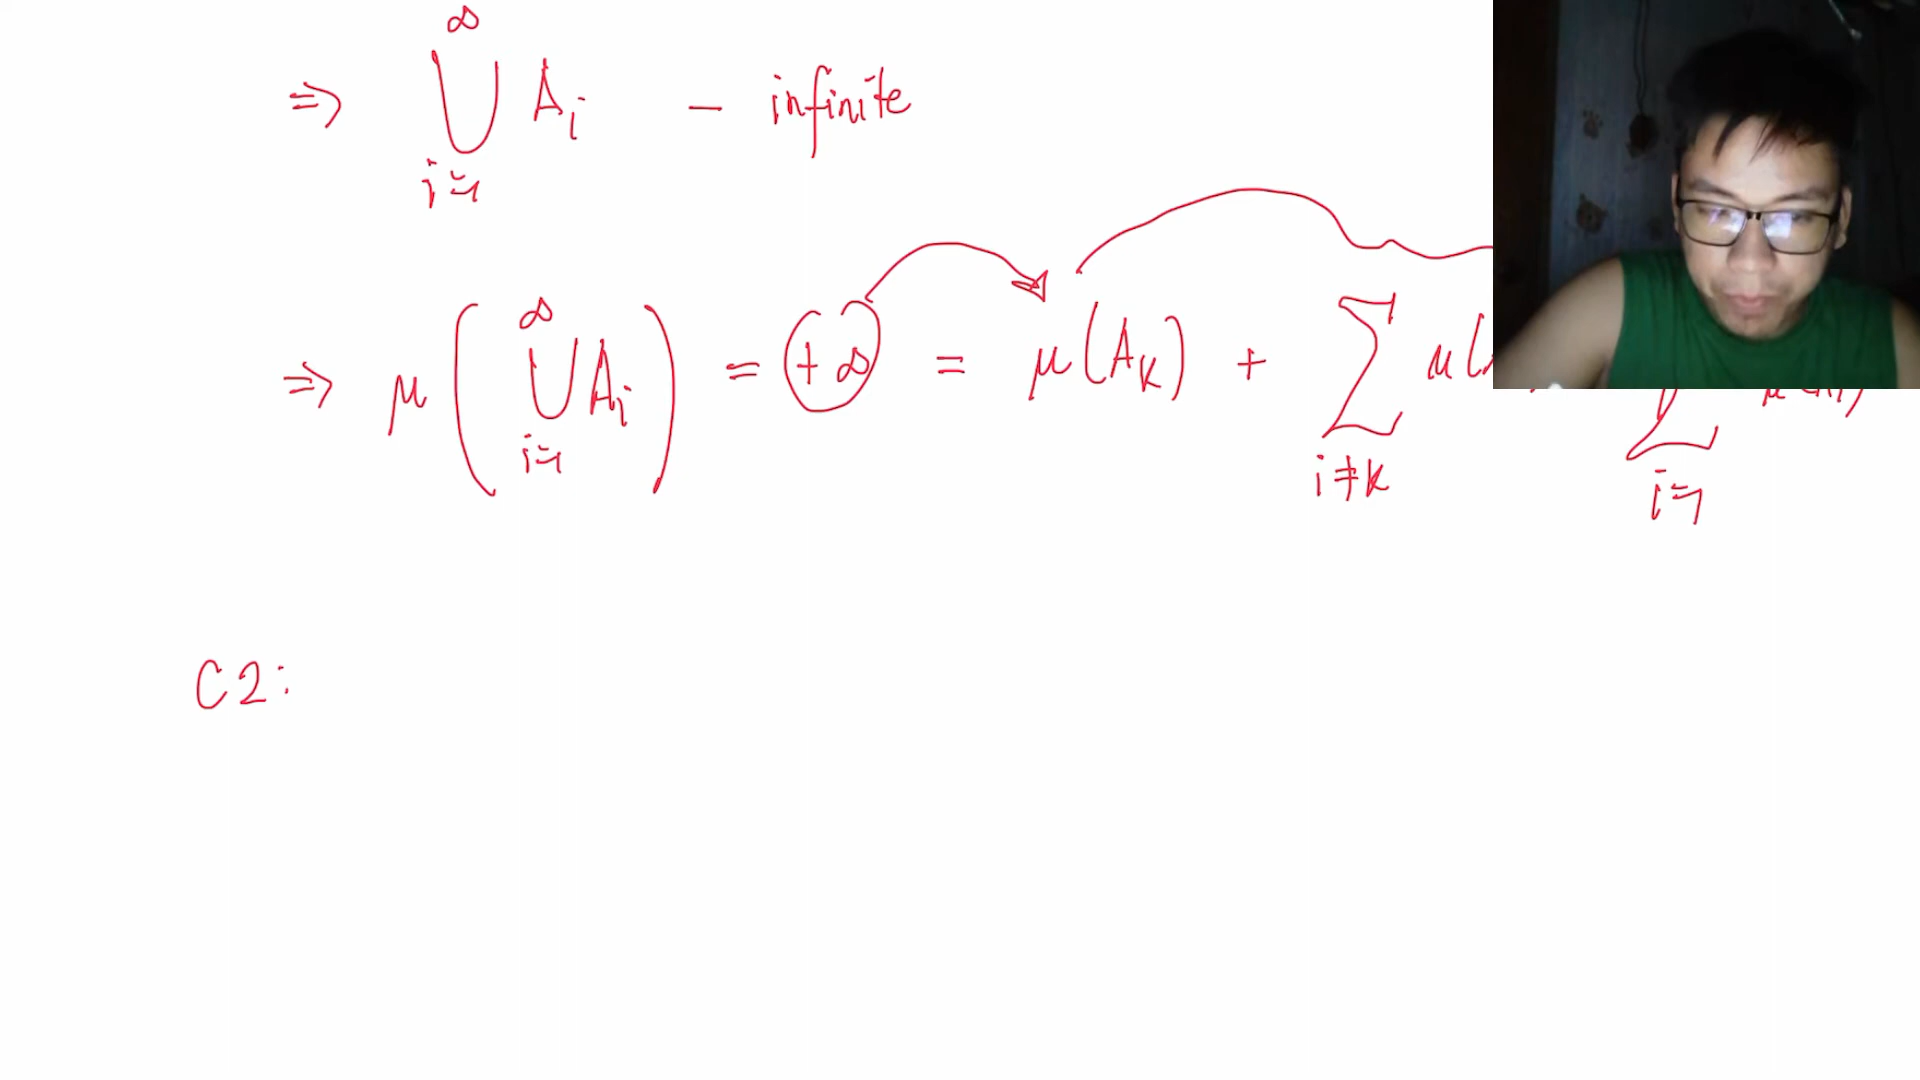 ⇒ ⋃_{i=1}^{∞} A_i – infinite
⇒ μ(⋃_{i=1}^{∞} A_i) = +∞ = μ(A_K) + ∑_{i≠K} μ( ∑_{i=1}
C2: